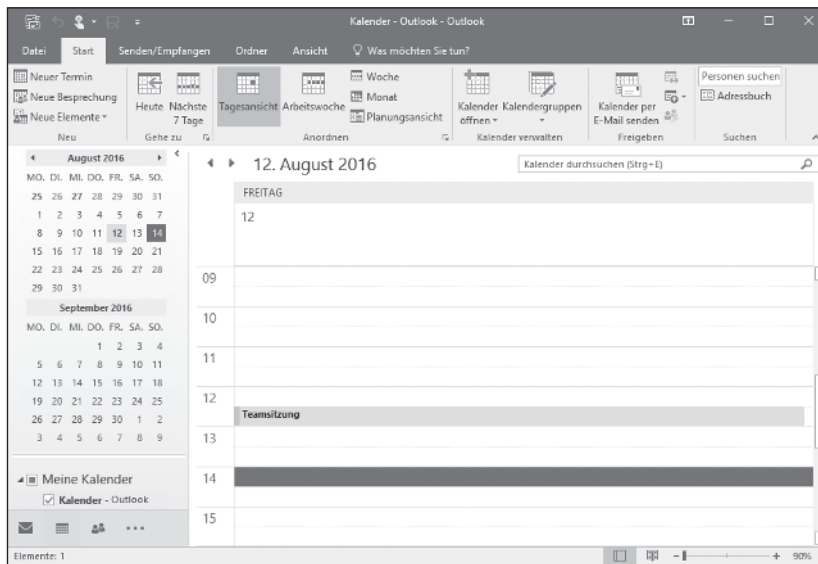 Kalender - Outlook - Outlook
Datei Start Senden/Empfangen Ordner Ansicht Was möchten Sie tun?
Neuer Termin
Neue Besprechung
Neue Elemente
Neu
Heute Nächste 7 Tage
Gehe zu
Tagesansicht Arbeitswoche
Woche
Monat
Planungsansicht
Anordnen
Kalender öffnen Kalendergruppen
Kalender verwalten
Kalender per E-Mail senden
Freigeben
Personen suchen
Adressbuch
Suchen
August 2016
MO. DI. MI. DO. FR. SA. SO.
25 26 27 28 29 30 31
1 2 3 4 5 6 7
8 9 10 11 12 13 14
15 16 17 18 19 20 21
22 23 24 25 26 27 28
29 30 31
September 2016
MO. DI. MI. DO. FR. SA. SO.
1 2 3 4
5 6 7 8 9 10 11
12 13 14 15 16 17 18
19 20 21 22 23 24 25
26 27 28 29 30 1 2
3 4 5 6 7 8 9
Meine Kalender
Kalender - Outlook
12. August 2016
Kalender durchsuchen (Strg+E)
FREITAG
12
09
10
11
12
Teamsitzung
13
14
15
Elemente: 1
90%